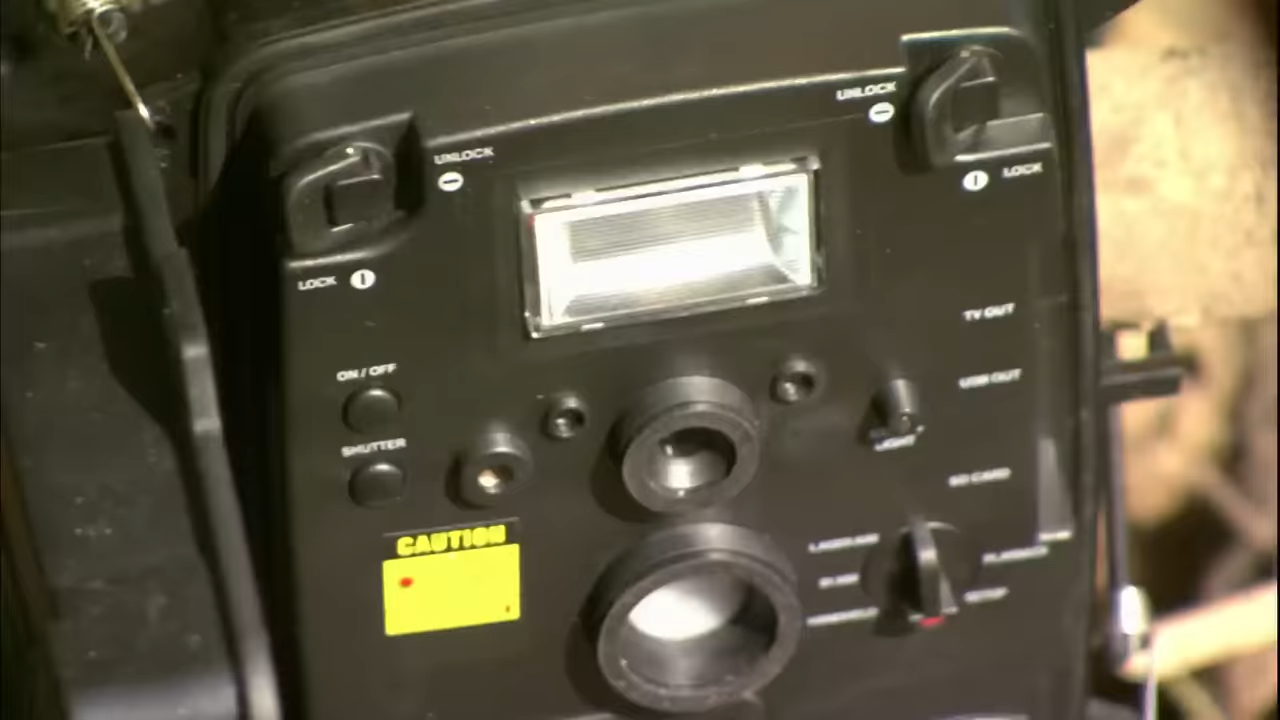 UNLOCK
UNLOCK
LOCK
LOCK
TV OUT
ON / OFF
USB OUT
SHUTTER
LIGHT
SD CARD
CAUTION
PLAYBACK
SETUP